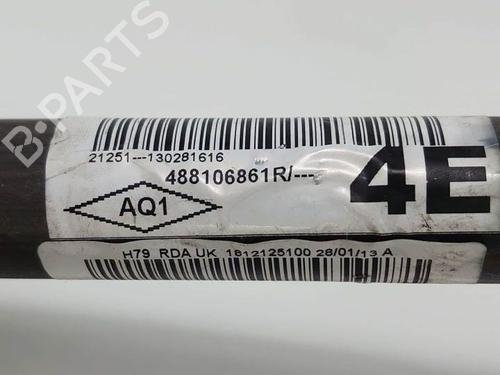 21251---130281616
488106861R/---
4E
AQ1
H79 RDA UK 1812125100 28/01/13 A
B-PARTS